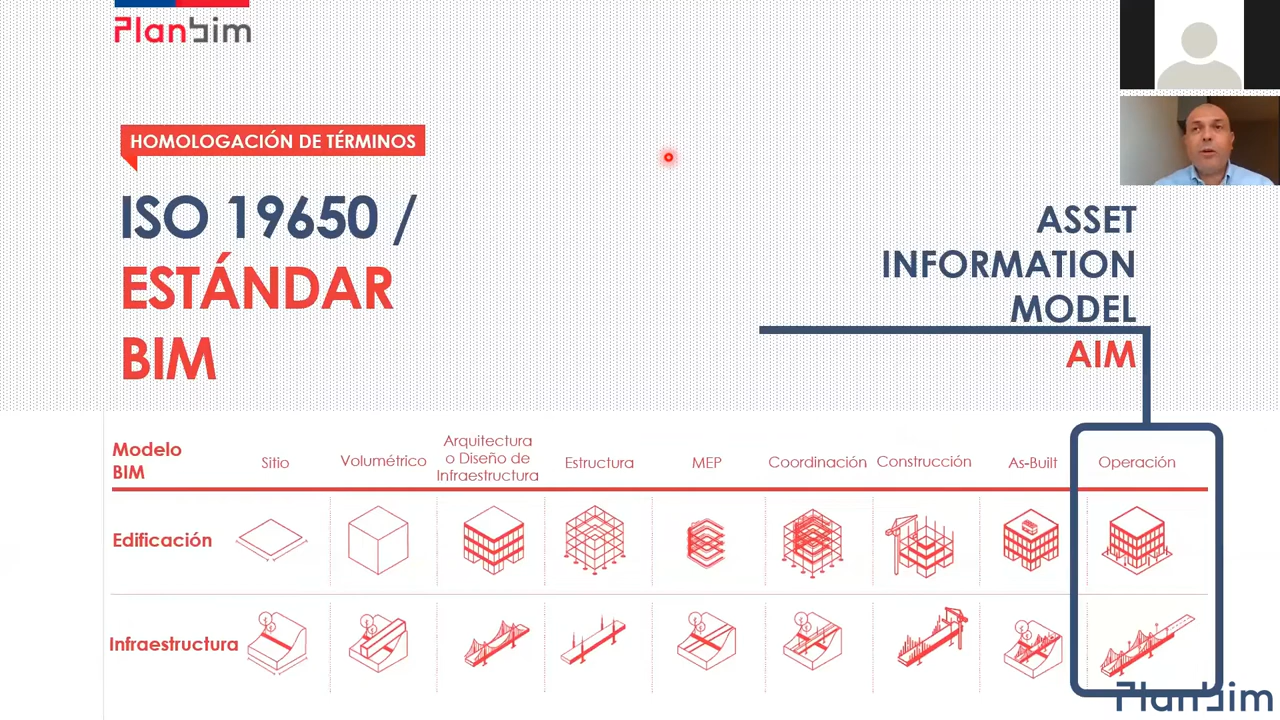 Planbim
HOMOLOGACIÓN DE TÉRMINOS
ISO 19650 /
ESTÁNDAR
BIM
ASSET
INFORMATION
MODEL
AIM
Modelo
BIM
Sitio
Volumétrico
Arquitectura
o Diseño de
Infraestructura
Estructura
MEP
Coordinación
Construcción
As-Built
Operación
Edificación
Infraestructura
Planbim